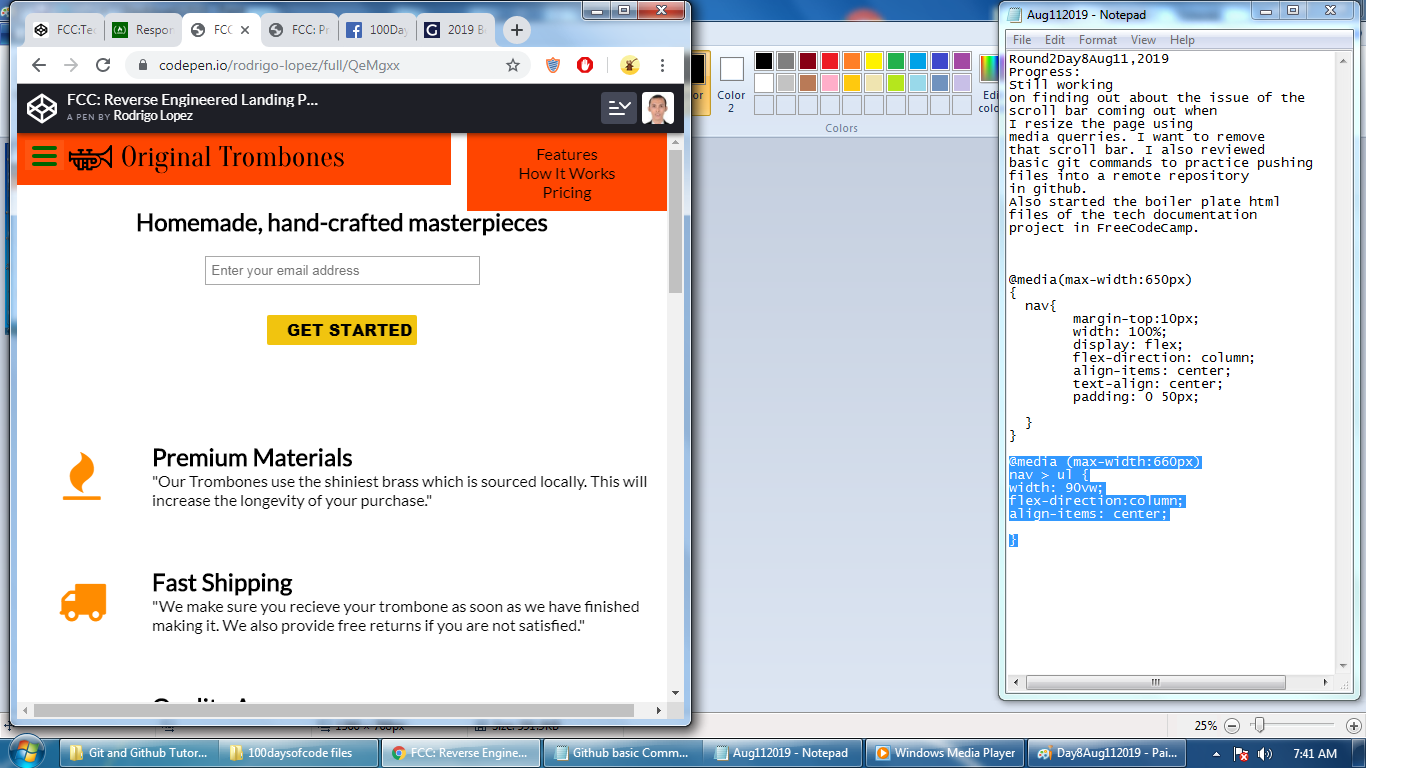 FCC:Te
Respor
FCC
FCC: Pr
100Day
2019 B
codepen.io/rodrigo-lopez/full/QeMgxx
FCC: Reverse Engineered Landing P...
A PEN BY Rodrigo Lopez
Original Trombones
Features
How It Works
Pricing
Homemade, hand-crafted masterpieces
Enter your email address
GET STARTED
Premium Materials
"Our Trombones use the shiniest brass which is sourced locally. This will
increase the longevity of your purchase."
Fast Shipping
"We make sure you recieve your trombone as soon as we have finished
making it. We also provide free returns if you are not satisfied."
Color
2
Colors
25%
Aug112019 - Notepad
File Edit Format View Help
Round2Day8Aug11,2019
Progress:
Still working
on finding out about the issue of the
scroll bar coming out when
I resize the page using
media querries. I want to remove
that scroll bar. I also reviewed
basic git commands to practice pushing
files into a remote repository
in github.
Also started the boiler plate html
files of the tech documentation
project in FreeCodeCamp.
@media(max-width:650px)
{
nav{
margin-top:10px;
width: 100%;
display: flex;
flex-direction: column;
align-items: center;
text-align: center;
padding: 0 50px;
}
}
@media (max-width:660px)
nav > ul {
width: 90vw;
flex-direction:column;
align-items: center;
}
Git and Github Tutor...
100daysofcode files
FCC: Reverse Engine...
Github basic Comm...
Aug112019 - Notepad
Windows Media Player
Day8Aug112019 - Pai...
7:41 AM